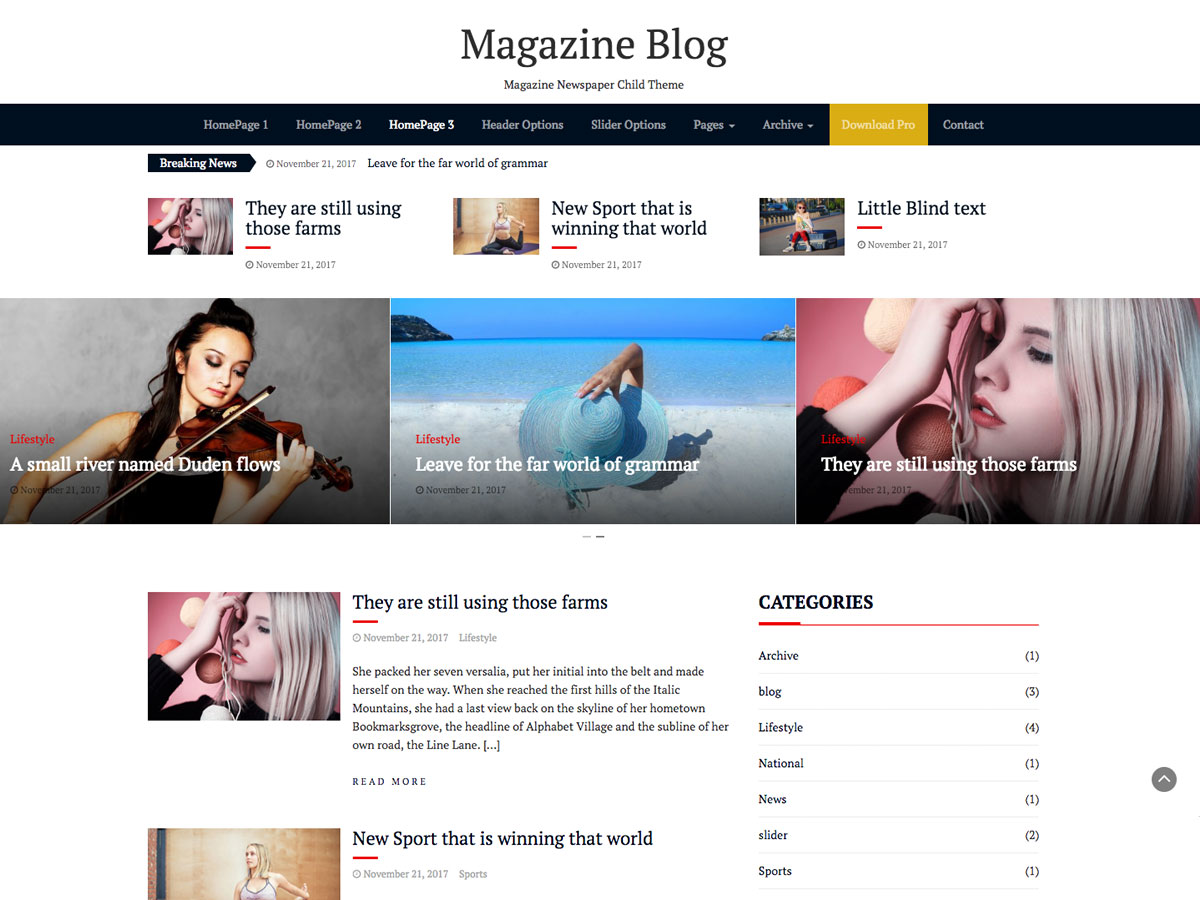 Magazine Blog
Magazine Newspaper Child Theme
HomePage 1 HomePage 2 HomePage 3 Header Options Slider Options Pages Archive Download Pro Contact
Breaking News November 21, 2017 Leave for the far world of grammar
They are still using
those farms
November 21, 2017
New Sport that is
winning that world
November 21, 2017
Little Blind text
November 21, 2017
Lifestyle
A small river named Duden flows
November 21, 2017
Lifestyle
Leave for the far world of grammar
November 21, 2017
Lifestyle
They are still using those farms
November 21, 2017
They are still using those farms
November 21, 2017 Lifestyle
She packed her seven versalia, put her initial into the belt and made
herself on the way. When she reached the first hills of the Italic
Mountains, she had a last view back on the skyline of her hometown
Bookmarksgrove, the headline of Alphabet Village and the subline of her
own road, the Line Lane. [...]
READ MORE
New Sport that is winning that world
November 21, 2017 Sports
CATEGORIES
Archive (1)
blog (3)
Lifestyle (4)
National (1)
News (1)
slider (2)
Sports (1)